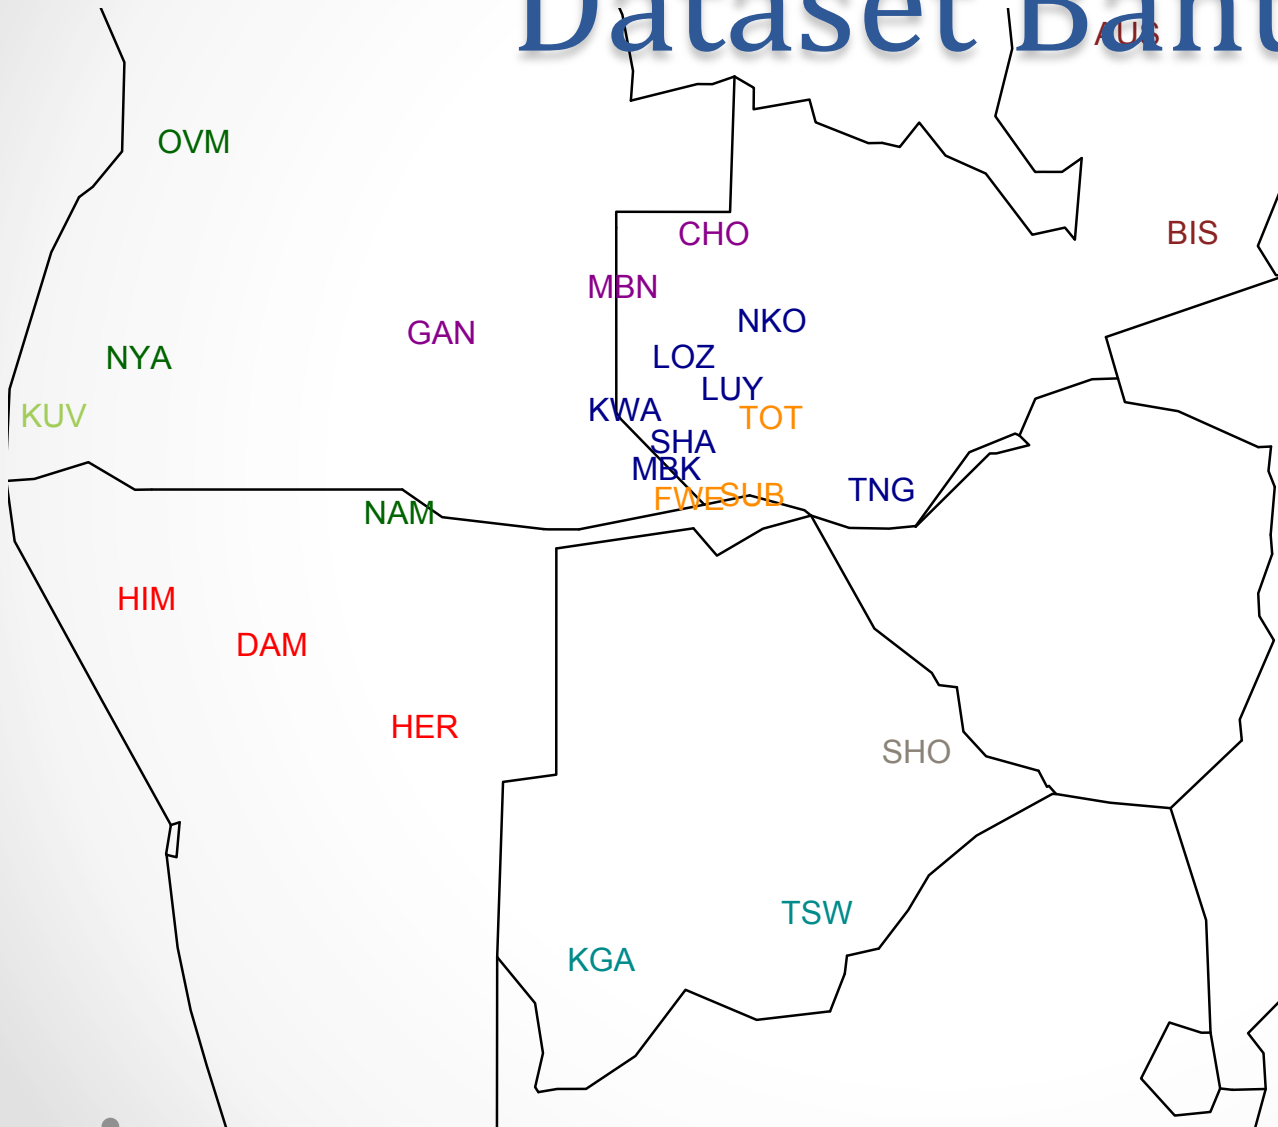 Dataset Bant
AUS
OVM
CHO
BIS
MBN
NKO
GAN
LOZ
NYA
LUY
KWA
KUV
TOT
SHA
MBK
TNG
FWE
SUB
NAM
HIM
DAM
HER
SHO
TSW
KGA